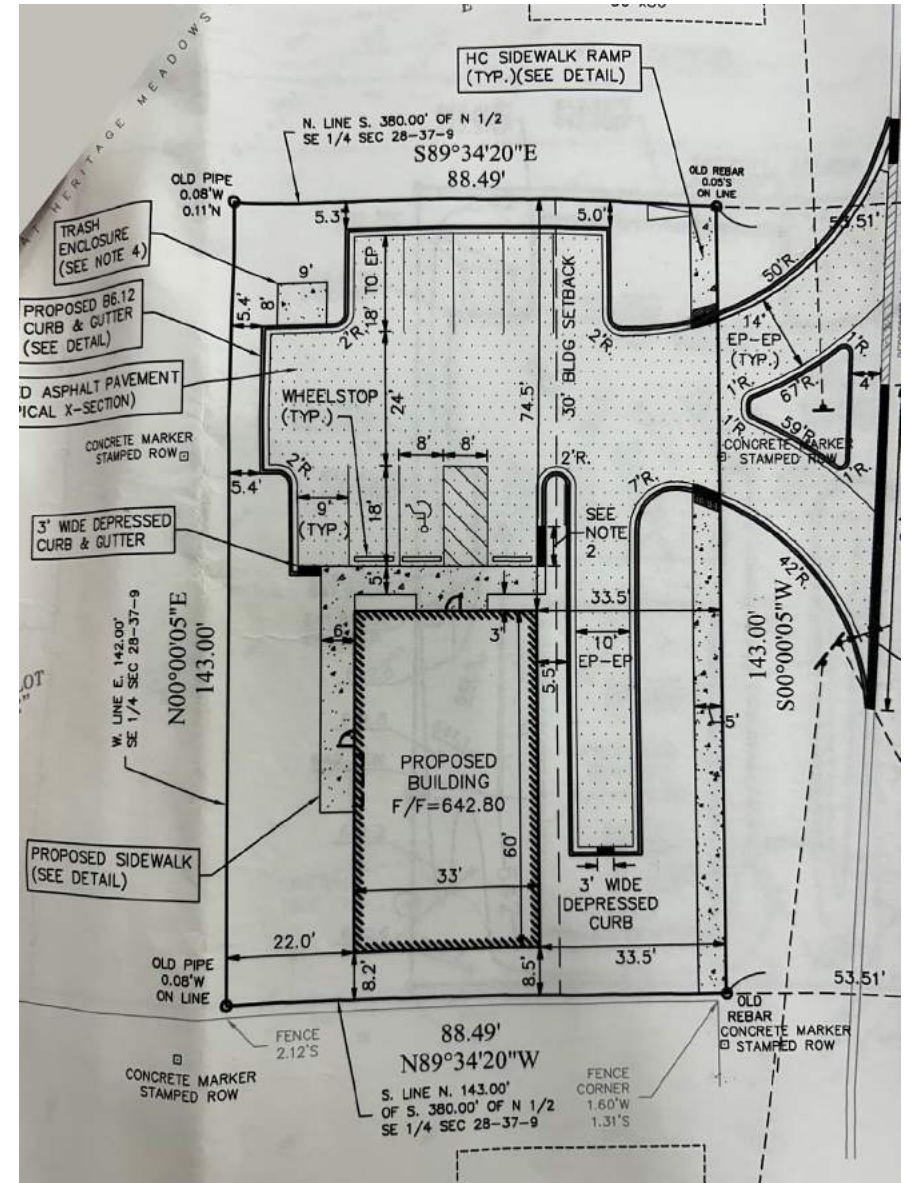 AT HERITAGE MEADOWS
HC SIDEWALK RAMP
(TYP.)(SEE DETAIL)
N. LINE S. 380.00' OF N 1/2
SE 1/4 SEC 28-37-9
S89°34'20"E
88.49'
OLD PIPE
0.08'W
0.11'N
OLD REBAR
0.05'S
ON LINE
53.51'
5.3'
5.0'
TRASH
ENCLOSURE
(SEE NOTE 4)
9'
8'
5.4'
18' TO EP
2'R.
2'R.
50'R.
PROPOSED B6.12
CURB & GUTTER
(SEE DETAIL)
14'
EP-EP
(TYP.)
1'R.
67'R.
4'
1'R.
59'R.
1'R.
1'R.
D ASPHALT PAVEMENT
ICAL X-SECTION)
WHEELSTOP
(TYP.)
24'
74.5'
30' BLDG. SETBACK
CONCRETE MARKER
STAMPED ROW
CONCRETE MARKER
STAMPED ROW
8'
8'
2'R.
2'R.
7'R.
5.4'
9'
(TYP.)
18'
SEE
NOTE
2
3' WIDE DEPRESSED
CURB & GUTTER
42'R.
5'
33.5'
6'
3'
10'
EP-EP
5.5'
W. LINE E. 142.00'
SE 1/4 SEC 28-37-9
N00°00'05"E
143.00'
S00°00'05"W
143.00'
LOT
5'
PROPOSED
BUILDING
F/F=642.80
60'
33'
PROPOSED SIDEWALK
(SEE DETAIL)
3' WIDE
DEPRESSED
CURB
22.0'
8.2'
8.5'
33.5'
OLD PIPE
0.08'W
ON LINE
53.51'
OLD
REBAR
CONCRETE MARKER
STAMPED ROW
FENCE
2.12'S
88.49'
N89°34'20"W
CONCRETE MARKER
STAMPED ROW
S. LINE N. 143.00'
OF S. 380.00' OF N 1/2
SE 1/4 SEC 28-37-9
FENCE
CORNER
1.60'W
1.31'S